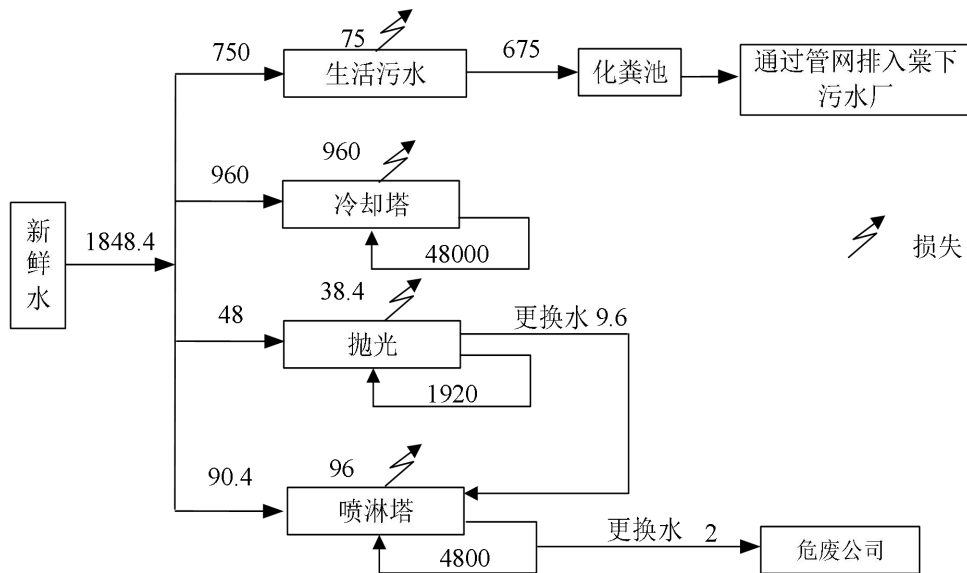 750
75
生活污水
675
化粪池
通过管网排入棠下
污水厂
960
960
冷却塔
48000
新
鲜
水
1848.4
损失
48
38.4
抛光
更换水 9.6
1920
90.4
96
喷淋塔
4800
更换水 2
危废公司